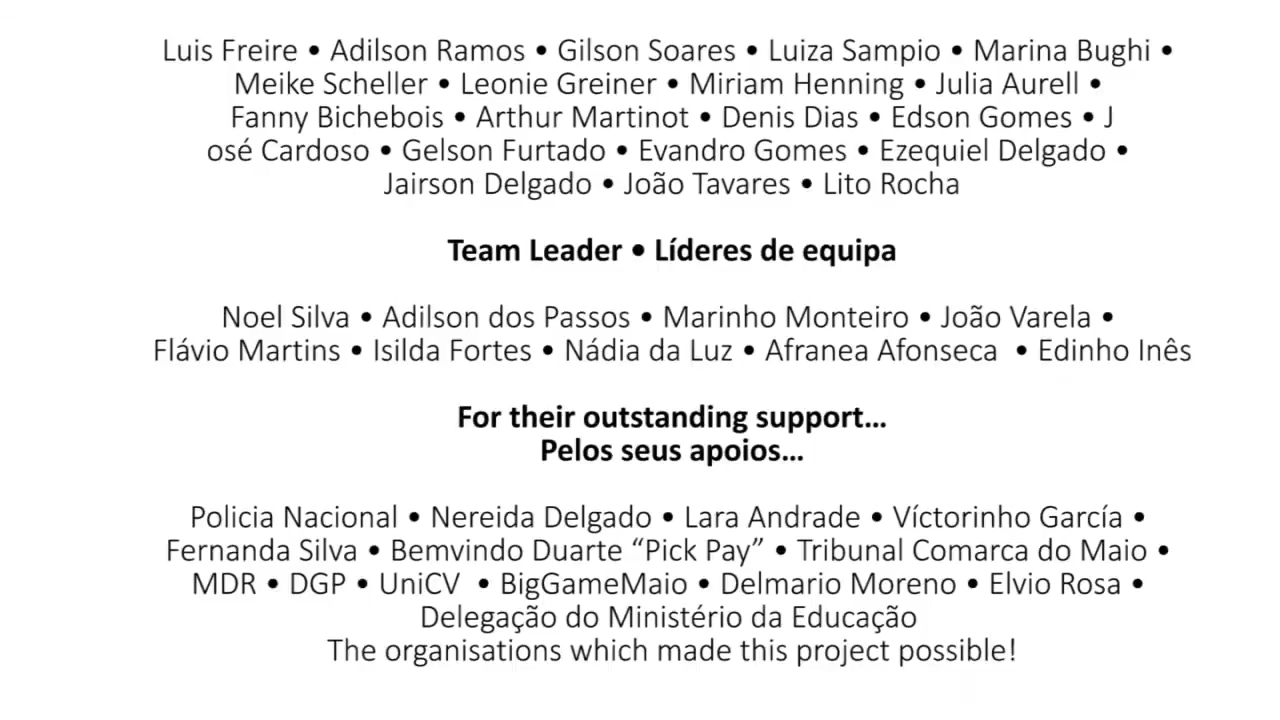 Luis Freire • Adilson Ramos • Gilson Soares • Luiza Sampio • Marina Bughi •
Meike Scheller • Leonie Greiner • Miriam Henning • Julia Aurell •
Fanny Bichebois • Arthur Martinot • Denis Dias • Edson Gomes • J
osé Cardoso • Gelson Furtado • Evandro Gomes • Ezequiel Delgado •
Jairson Delgado • João Tavares • Lito Rocha
Team Leader • Líderes de equipa
Noel Silva • Adilson dos Passos • Marinho Monteiro • João Varela •
Flávio Martins • Isilda Fortes • Nádia da Luz • Afranea Afonseca • Edinho Inês
For their outstanding support…
Pelos seus apoios…
Policia Nacional • Nereida Delgado • Lara Andrade • Víctorinho García •
Fernanda Silva • Bemvindo Duarte “Pick Pay” • Tribunal Comarca do Maio •
MDR • DGP • UniCV • BigGameMaio • Delmario Moreno • Elvio Rosa •
Delegação do Ministério da Educação
The organisations which made this project possible!